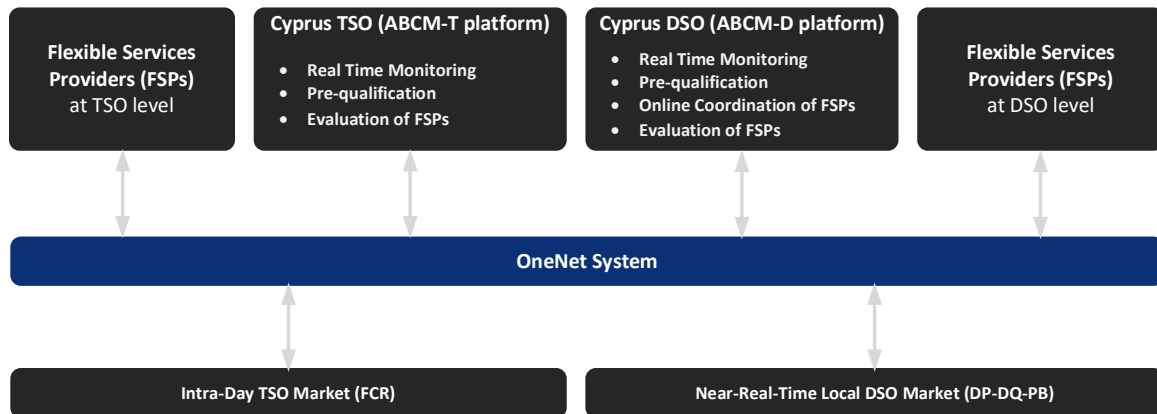 Flexible Services
Providers (FSPs)
at TSO level
Cyprus TSO (ABCM-T platform)
• Real Time Monitoring
• Pre-qualification
• Evaluation of FSPs
Cyprus DSO (ABCM-D platform)
• Real Time Monitoring
• Pre-qualification
• Online Coordination of FSPs
• Evaluation of FSPs
Flexible Services
Providers (FSPs)
at DSO level
OneNet System
Intra-Day TSO Market (FCR)
Near-Real-Time Local DSO Market (DP-DQ-PB)